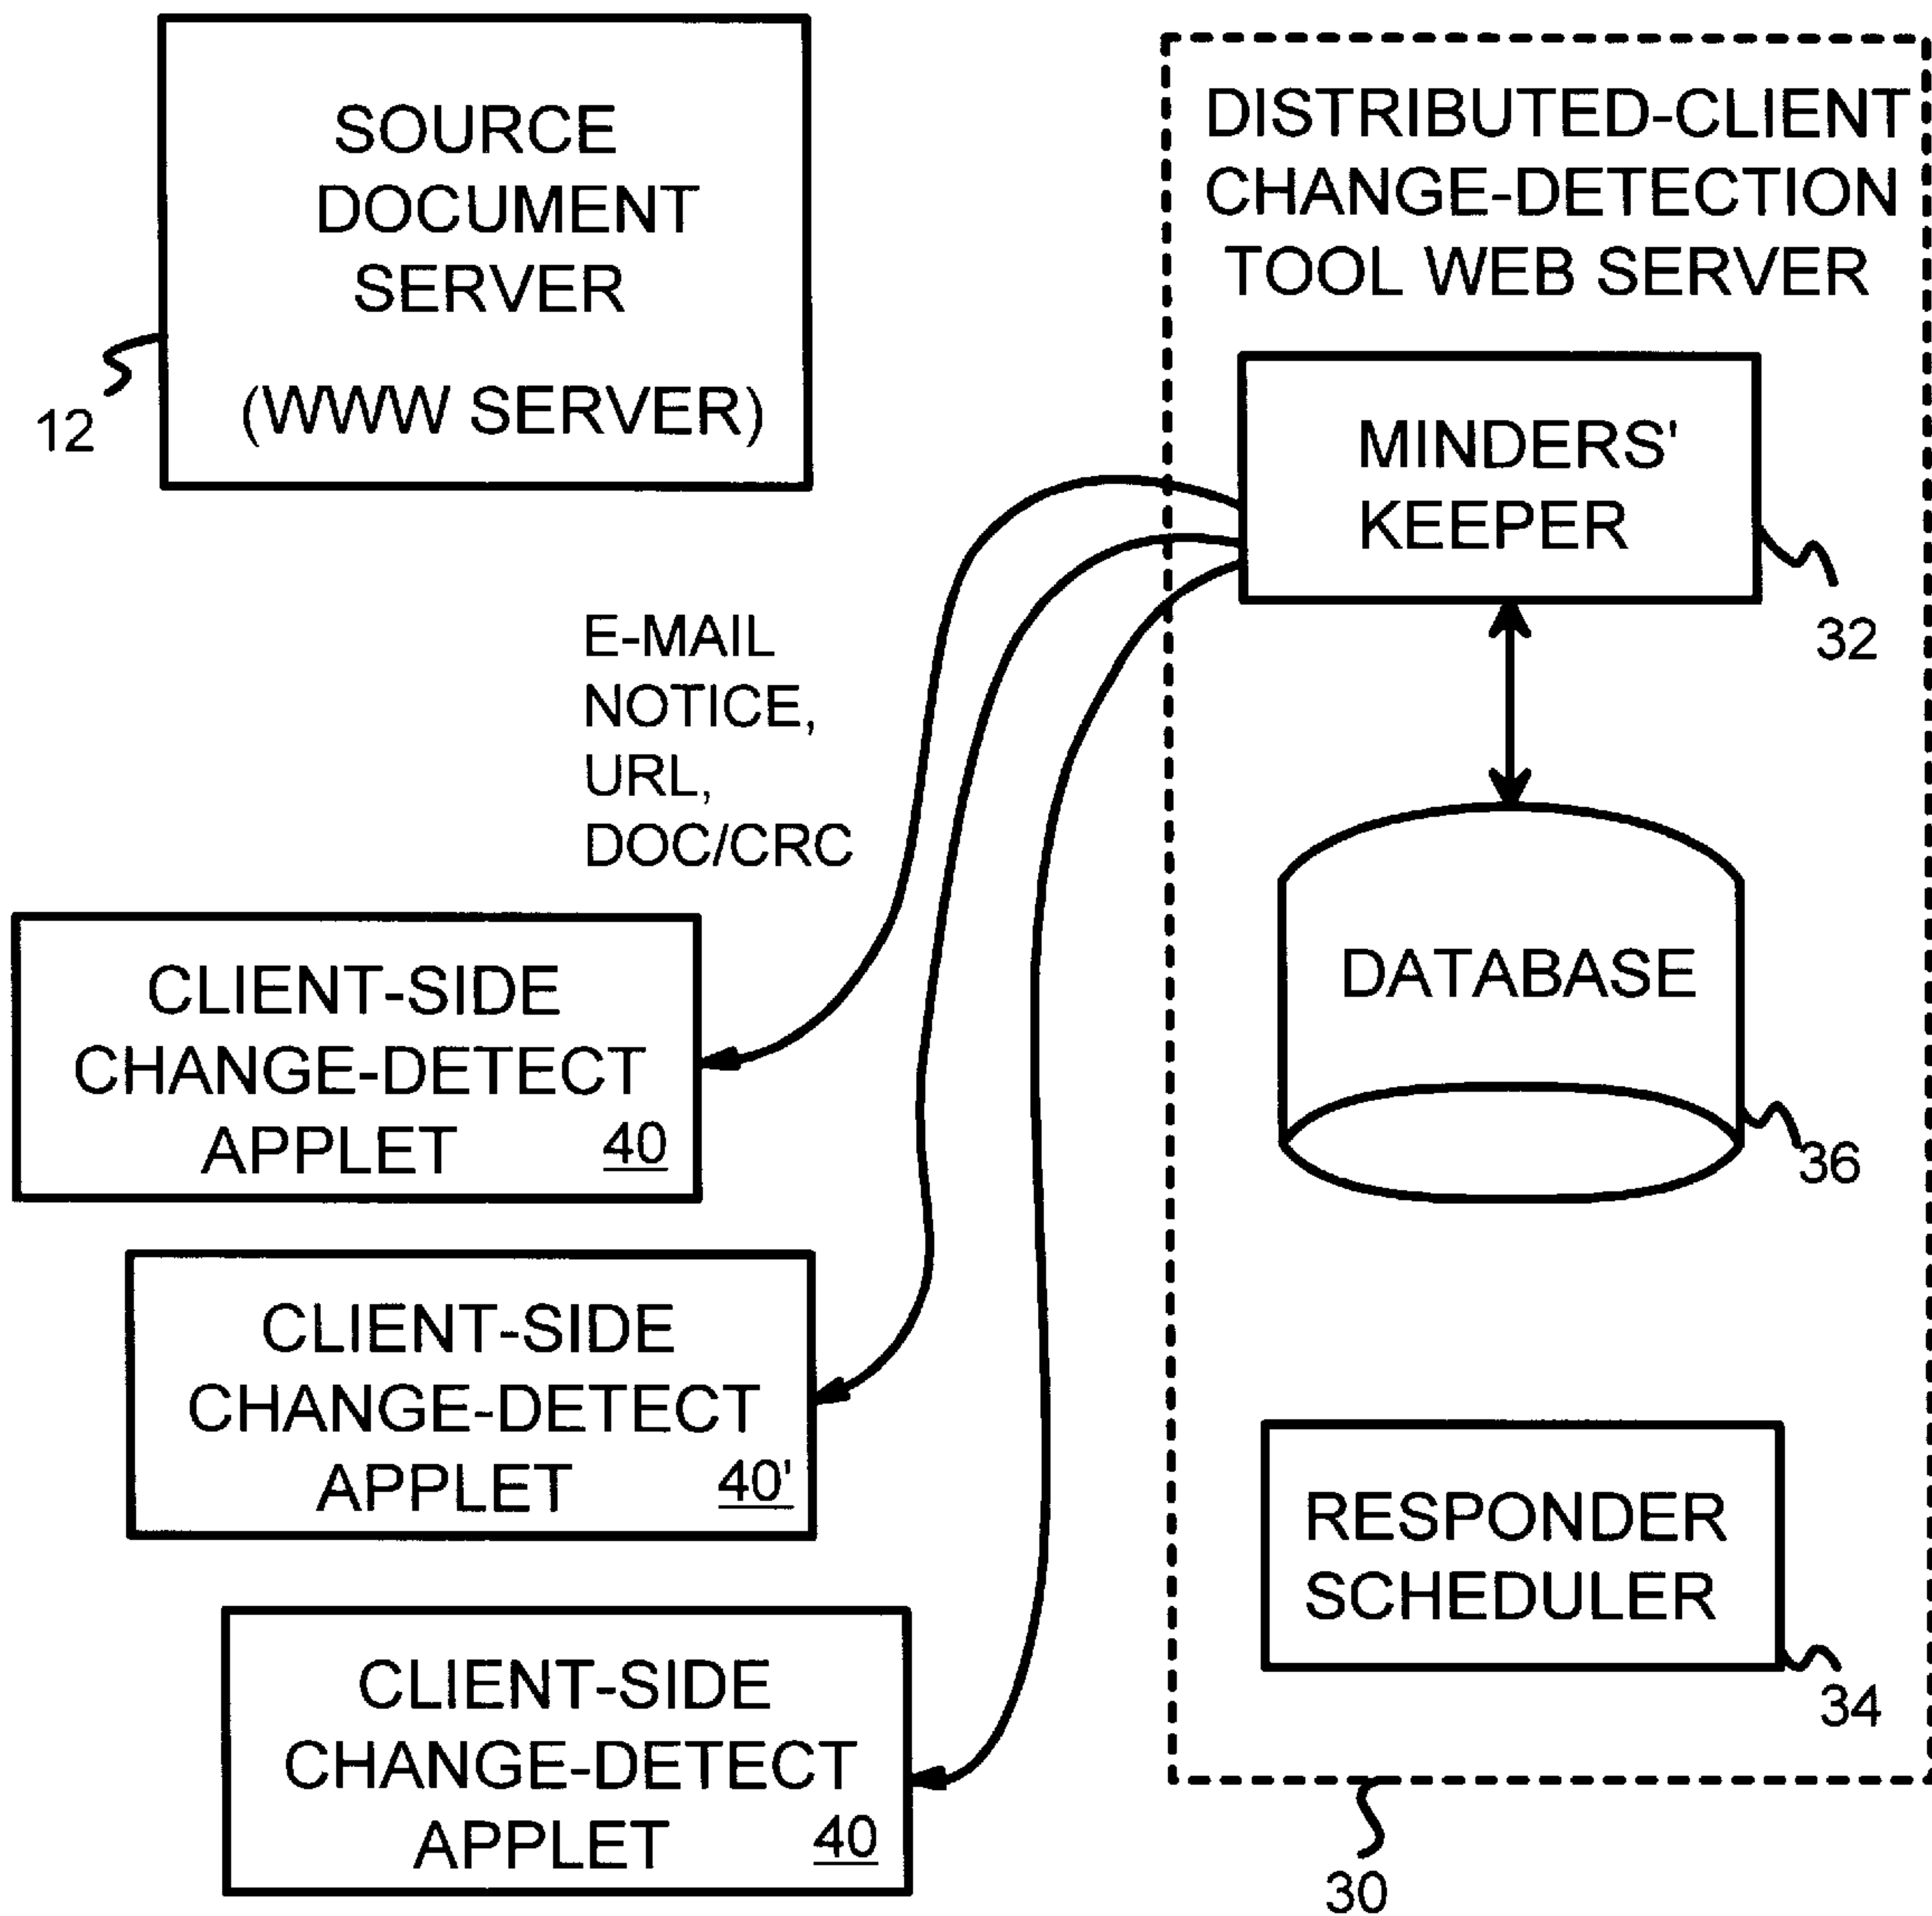 SOURCE
DOCUMENT
SERVER
(WWW SERVER)
12
DISTRIBUTED-CLIENT
CHANGE-DETECTION
TOOL WEB SERVER
MINDERS'
KEEPER
32
E-MAIL
NOTICE,
URL,
DOC/CRC
DATABASE
36
CLIENT-SIDE
CHANGE-DETECT
APPLET 40
CLIENT-SIDE
CHANGE-DETECT
APPLET 40'
RESPONDER
SCHEDULER
34
CLIENT-SIDE
CHANGE-DETECT
APPLET 40
30